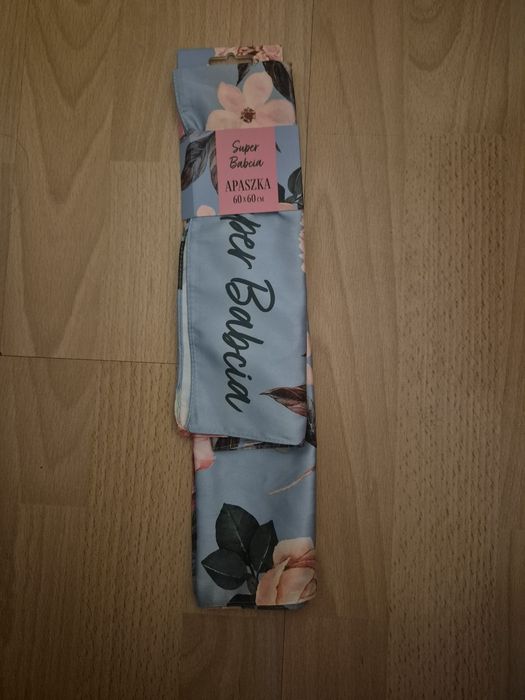 Super
Babcia
APASZKA
60 X 60 CM
per Babcia